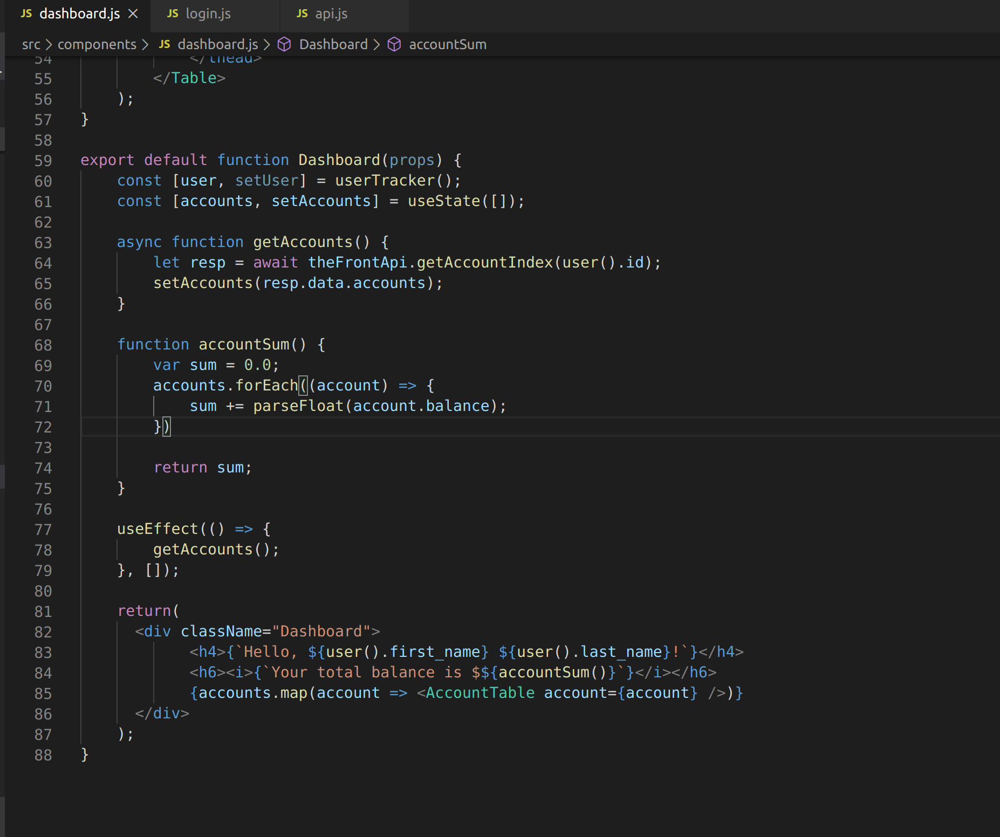 JS dashboard.js × JS login.js JS api.js
src > components > JS dashboard.js > Dashboard > accountSum
54 </thead>
55 </Table>
56 );
57 }
58
59 export default function Dashboard(props) {
60 const [user, setUser] = userTracker();
61 const [accounts, setAccounts] = useState([]);
62
63 async function getAccounts() {
64 let resp = await theFrontApi.getAccountIndex(user().id);
65 setAccounts(resp.data.accounts);
66 }
67
68 function accountSum() {
69 var sum = 0.0;
70 accounts.forEach((account) => {
71 sum += parseFloat(account.balance);
72 })
73
74 return sum;
75 }
76
77 useEffect(() => {
78 getAccounts();
79 }, []);
80
81 return(
82 <div className="Dashboard">
83 <h4>{`Hello, ${user().first_name} ${user().last_name}!`}</h4>
84 <h6><i>{`Your total balance is $${accountSum()}`}</i></h6>
85 {accounts.map(account => <AccountTable account={account} />)}
86 </div>
87 );
88 }